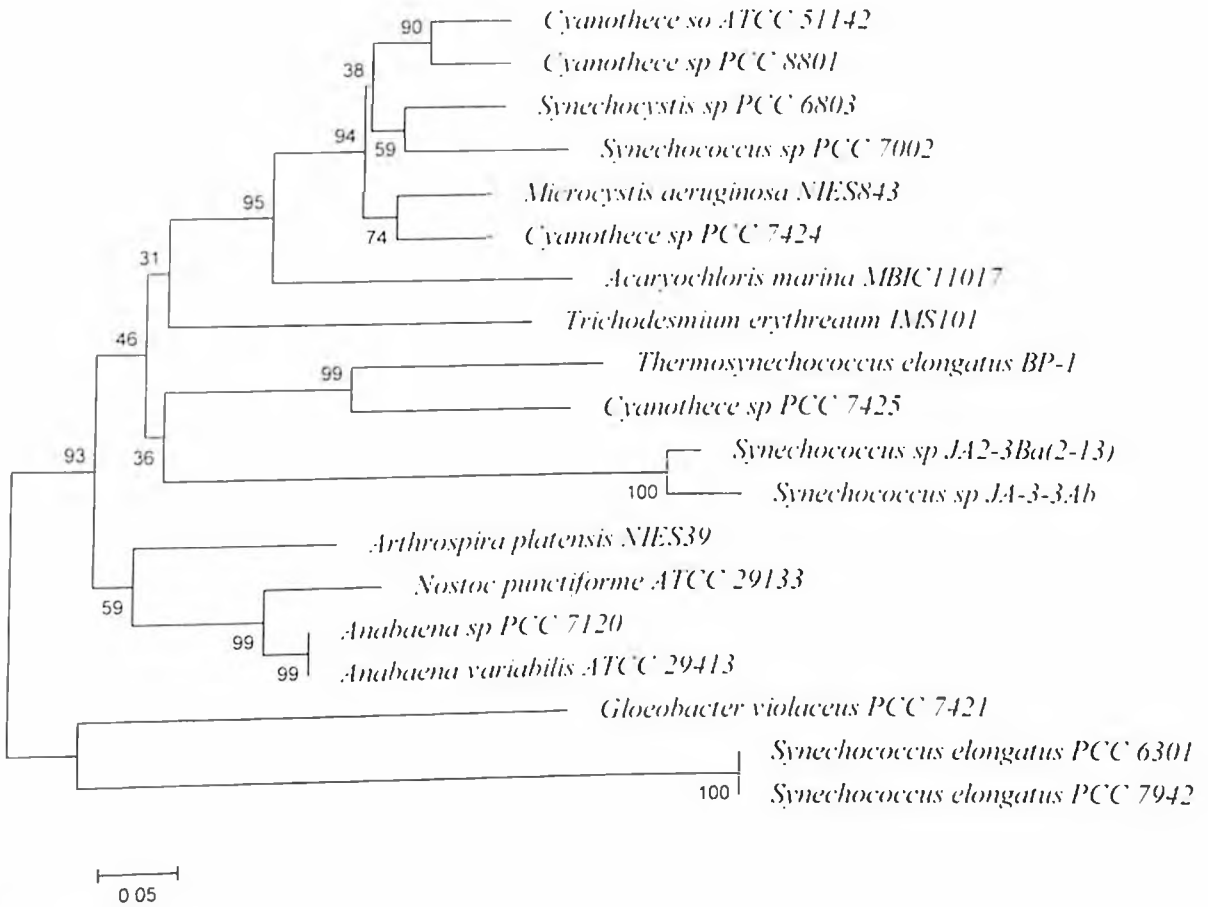 90
Cyanothece so ATCC 51142
Cyanothece sp PCC 8801
38
Synechocystis sp PCC 6803
94
59
Synechococcus sp PCC 7002
Microcystis aeruginosa NIES843
95
74
Cyanothece sp PCC 7424
31
Acaryochloris marina MBIC11017
Trichodesmium erythreaum IMS101
46
Thermosynechococcus elongatus BP-1
99
Cyanothece sp PCC 7425
93
36
Synechococcus sp JA2-3Ba(2-13)
100
Synechococcus sp JA-3-3Ab
Arthrospira platensis NIES39
Nostoc punctiforme ATCC 29133
59
99
Anabaena sp PCC 7120
99
Anabaena variabilis ATCC 29413
Gloeobacter violaceus PCC 7421
Synechococcus elongatus PCC 6301
100
Synechococcus elongatus PCC 7942
0 05